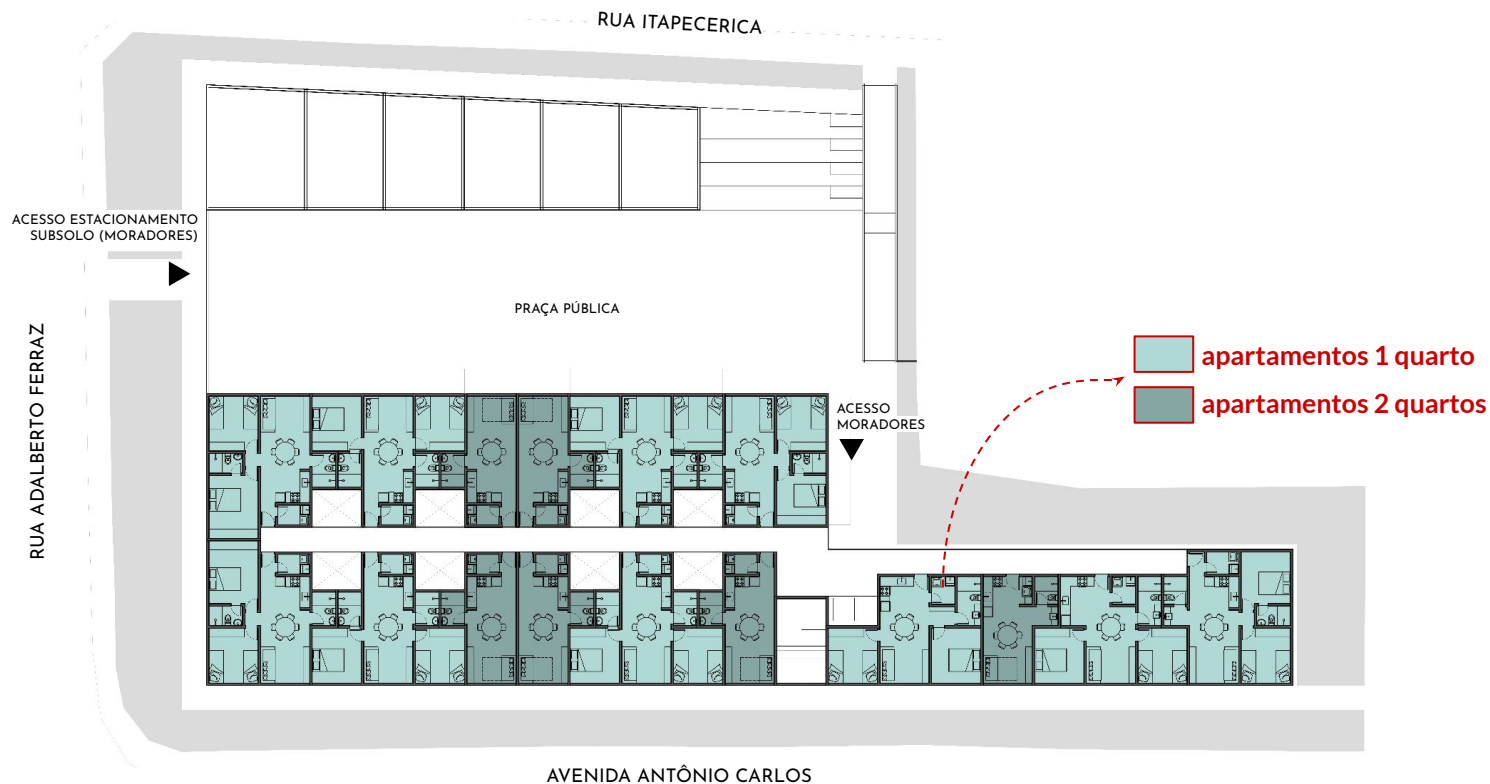 RUA ITAPECERICA
ACESSO ESTACIONAMENTO
SUBSOLO (MORADORES)
PRAÇA PÚBLICA
RUA ADALBERTO FERRAZ
apartamentos 1 quarto
apartamentos 2 quartos
ACESSO
MORADORES
AVENIDA ANTÔNIO CARLOS